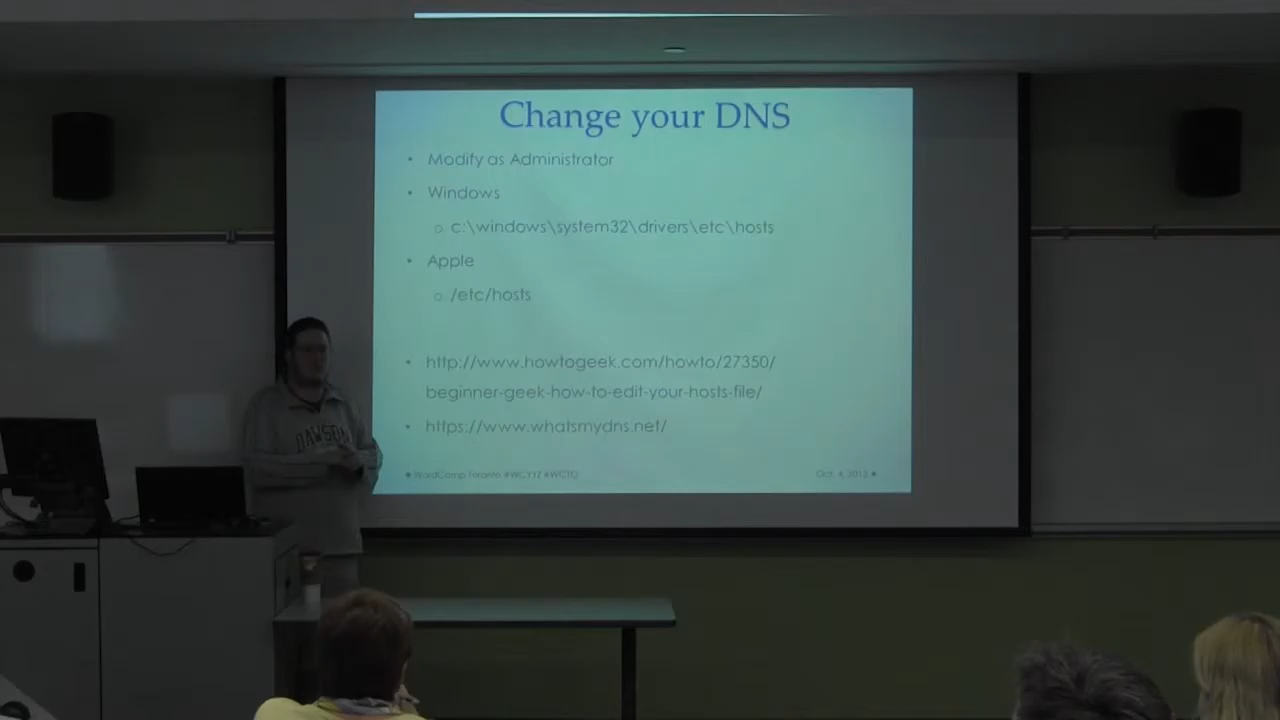 Change your DNS
• Modify as Administrator
• Windows
o c:\windows\system32\drivers\etc\hosts
• Apple
o /etc/hosts
• http://www.howtogeek.com/howto/27350/
beginner-geek-how-to-edit-your-hosts-file/
• https://www.whatsmydns.net/
• WordCamp Toronto #WCYYZ #WCTO
Oct. 4, 2013 •
DAWSON